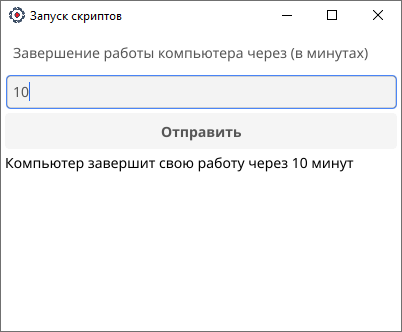 Запуск скриптов
Завершение работы компьютера через (в минутах)
10
Отправить
Компьютер завершит свою работу через 10 минут